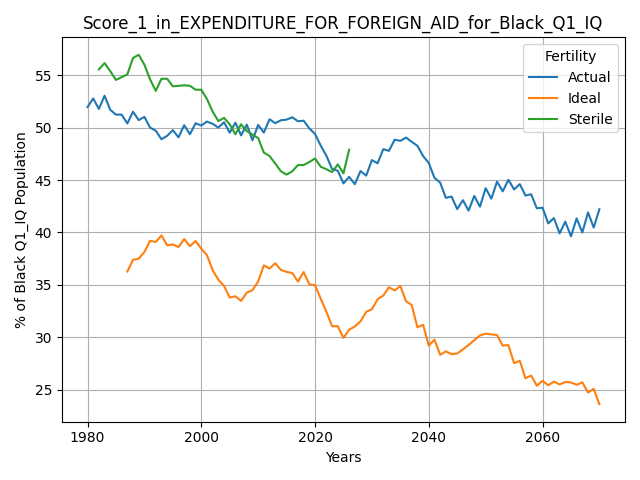 Score_1_in_EXPENDITURE_FOR_FOREIGN_AID_for_Black_Q1_IQ
Fertility
Actual
Ideal
Sterile
% of Black Q1_IQ Population
55
50
45
40
35
30
25
1980
2000
2020
2040
2060
Years